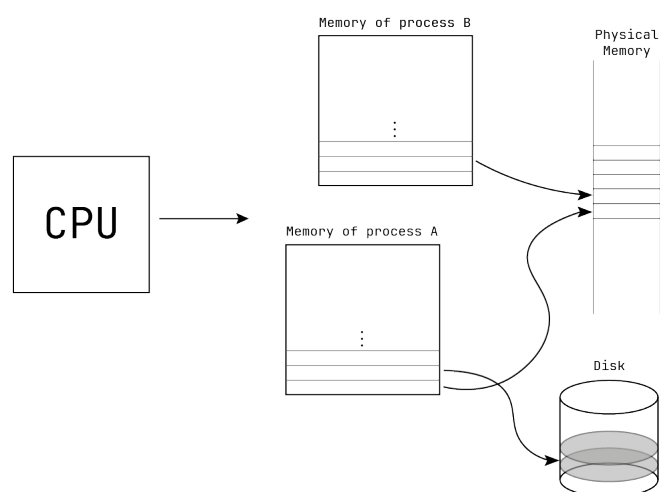 Memory of process B
Physical
Memory
CPU
Memory of process A
Disk